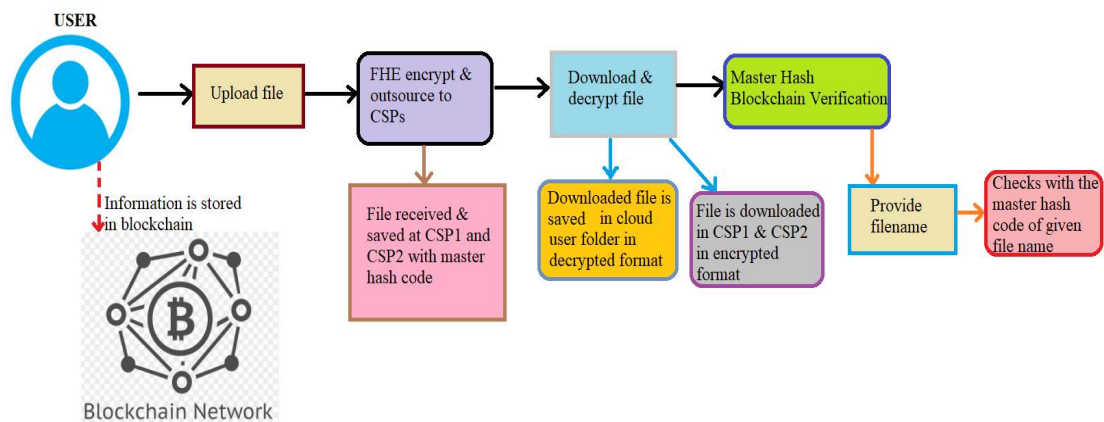 USER
Upload file
FHE encrypt &
outsource to
CSPs
Download &
decrypt file
Master Hash
Blockchain Verification
Information is stored
in blockchain
File received &
saved at CSP1 and
CSP2 with master
hash code
Downloaded file is
saved in cloud
user folder in
decrypted format
File is downloaded
in CSP1 & CSP2
in encrypted
format
Provide
filename
Checks with the
master hash
code of given
file name
Blockchain Network